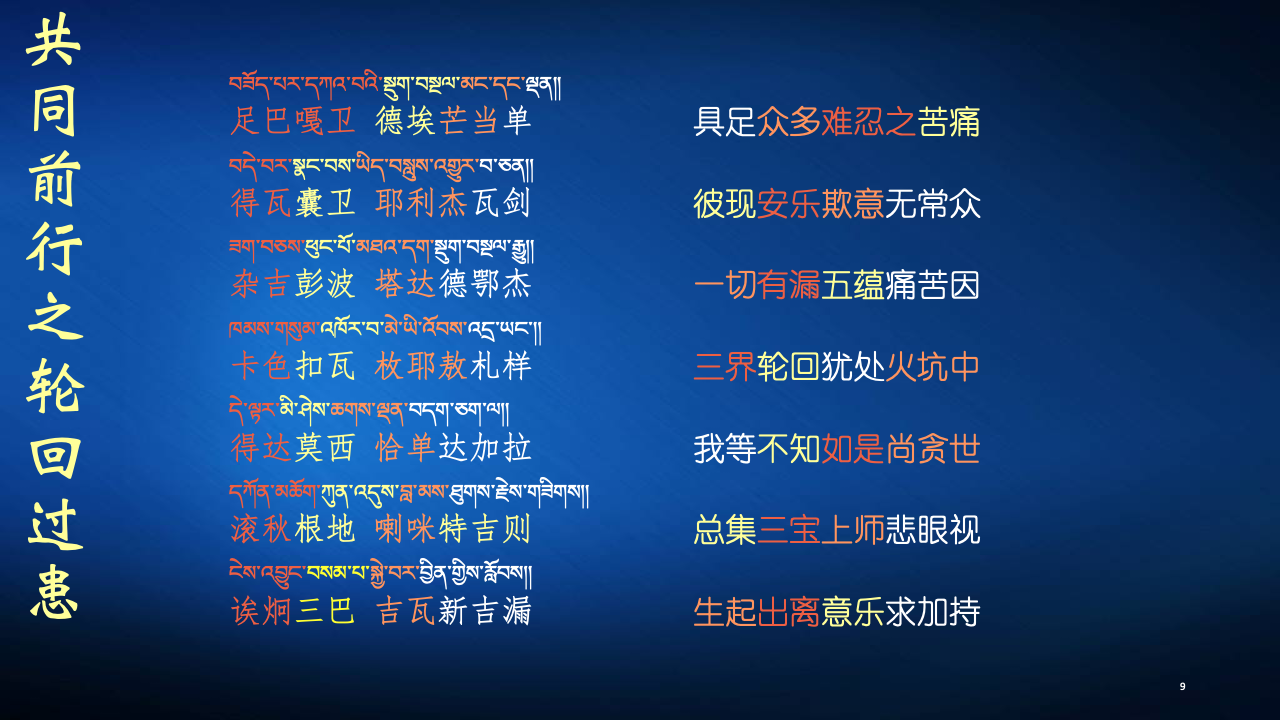 共同前行之轮回过患
བཟོད་པར་དཀའ་བའི་སྡུག་བསྔལ་མང་དང་ལྡན།།
足巴嘎卫 德埃芒当单
具足众多难忍之苦痛
བདེ་བར་སྣང་བས་ཡིད་བསླུས་འགྱུར་བ་ཅན།།
得瓦囊卫 耶利杰瓦剑
彼现安乐欺意无常众
ཟག་བཅས་ཕུང་པོ་མཐའ་དག་སྡུག་བསྔལ་རྒྱུ།།
杂吉彭波 塔达德鄂杰
一切有漏五蕴痛苦因
ཁམས་གསུམ་འཁོར་བ་མེ་ཡི་འོབས་འདྲ་ཡང་།།
卡色扣瓦 枚耶敖札样
三界轮回犹处火坑中
དེ་ལྟར་མི་ཤེས་ཆགས་ལྡན་བདག་ཅག་ལ།།
得达莫西 恰单达加拉
我等不知如是尚贪世
དཀོན་མཆོག་ཀུན་འདུས་བླ་མས་ཐུགས་རྗེས་གཟིགས།།
滚秋根地 喇咪特吉则
总集三宝上师悲眼视
ངེས་འབྱུང་བསམ་པ་སྐྱེ་བར་བྱིན་གྱིས་རློབས།།
诶炯三巴 吉瓦新吉漏
生起出离意乐求加持
9